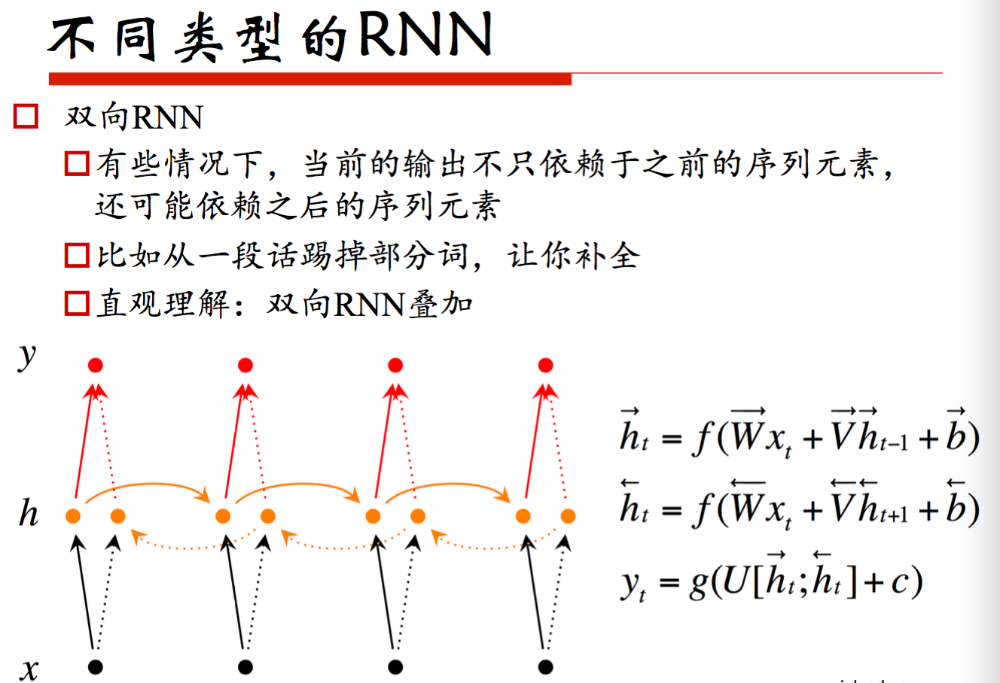 不同类型的RNN
双向RNN
有些情况下，当前的输出不只依赖于之前的序列元素，
还可能依赖之后的序列元素
比如从一段话踢掉部分词，让你补全
直观理解：双向RNN叠加
y
h
x
$\overrightarrow{h}_t = f(\overrightarrow{W}x_t + \overrightarrow{V}\overrightarrow{h}_{t-1} + \overrightarrow{b})$
$\overleftarrow{h}_t = f(\overleftarrow{W}x_t + \overleftarrow{V}\overleftarrow{h}_{t+1} + \overleftarrow{b})$
$y_t = g(U[\overrightarrow{h}_t;\overleftarrow{h}_t] + c)$